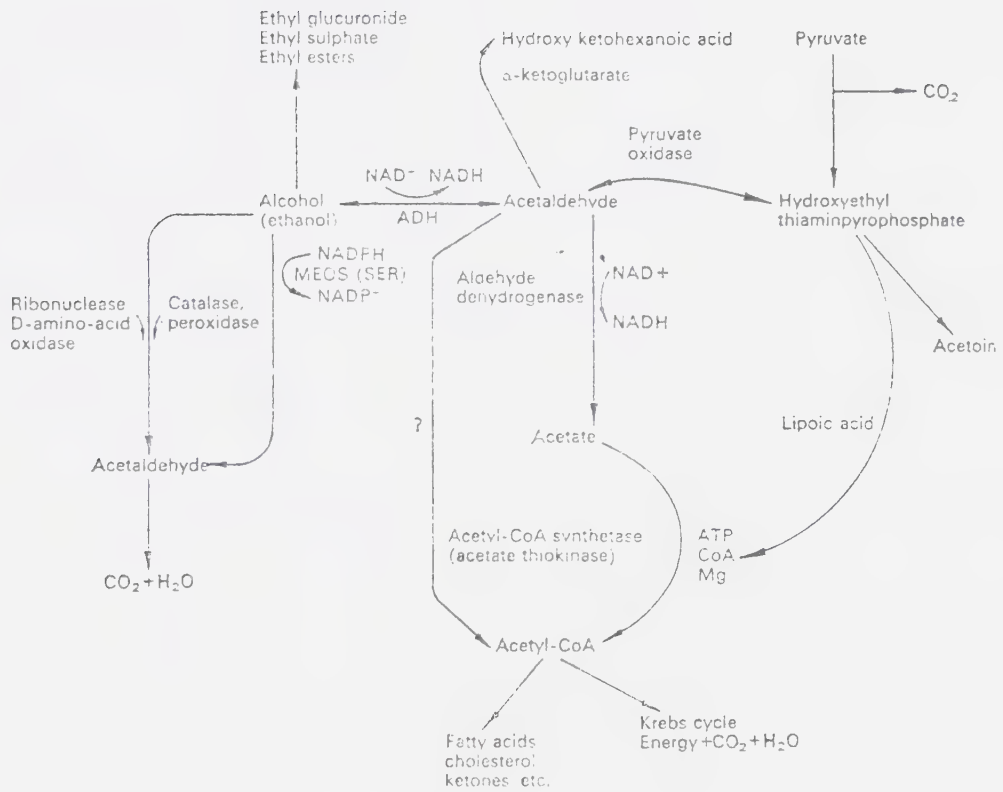 Ethyl glucuronide
Ethyl sulphate
Ethyl esters
Hydroxy ketohexanoic acid
α-ketoglutarate
Pyruvate
CO₂
Pyruvate
oxidase
NAD⁻ NADH
ADH
Alcohol
(ethanol)
Acetaldehyde
Hydroxyethyl
thiaminpyrophosphate
NADPH
MEOS (SER)
NADP⁻
Aldehyde
dehydrogenase
NAD+
NADH
Ribonuclease
D-amino-acid
oxidase
Catalase,
peroxidase
Acetoin
?
Lipoic acid
Acetate
Acetaldehyde
Acetyl-CoA synthetase
(acetate thiokinase)
ATP
CoA
Mg
CO₂+H₂O
Acetyl-CoA
Fatty acids
cholesterol
ketones etc.
Krebs cycle
Energy+CO₂+H₂O